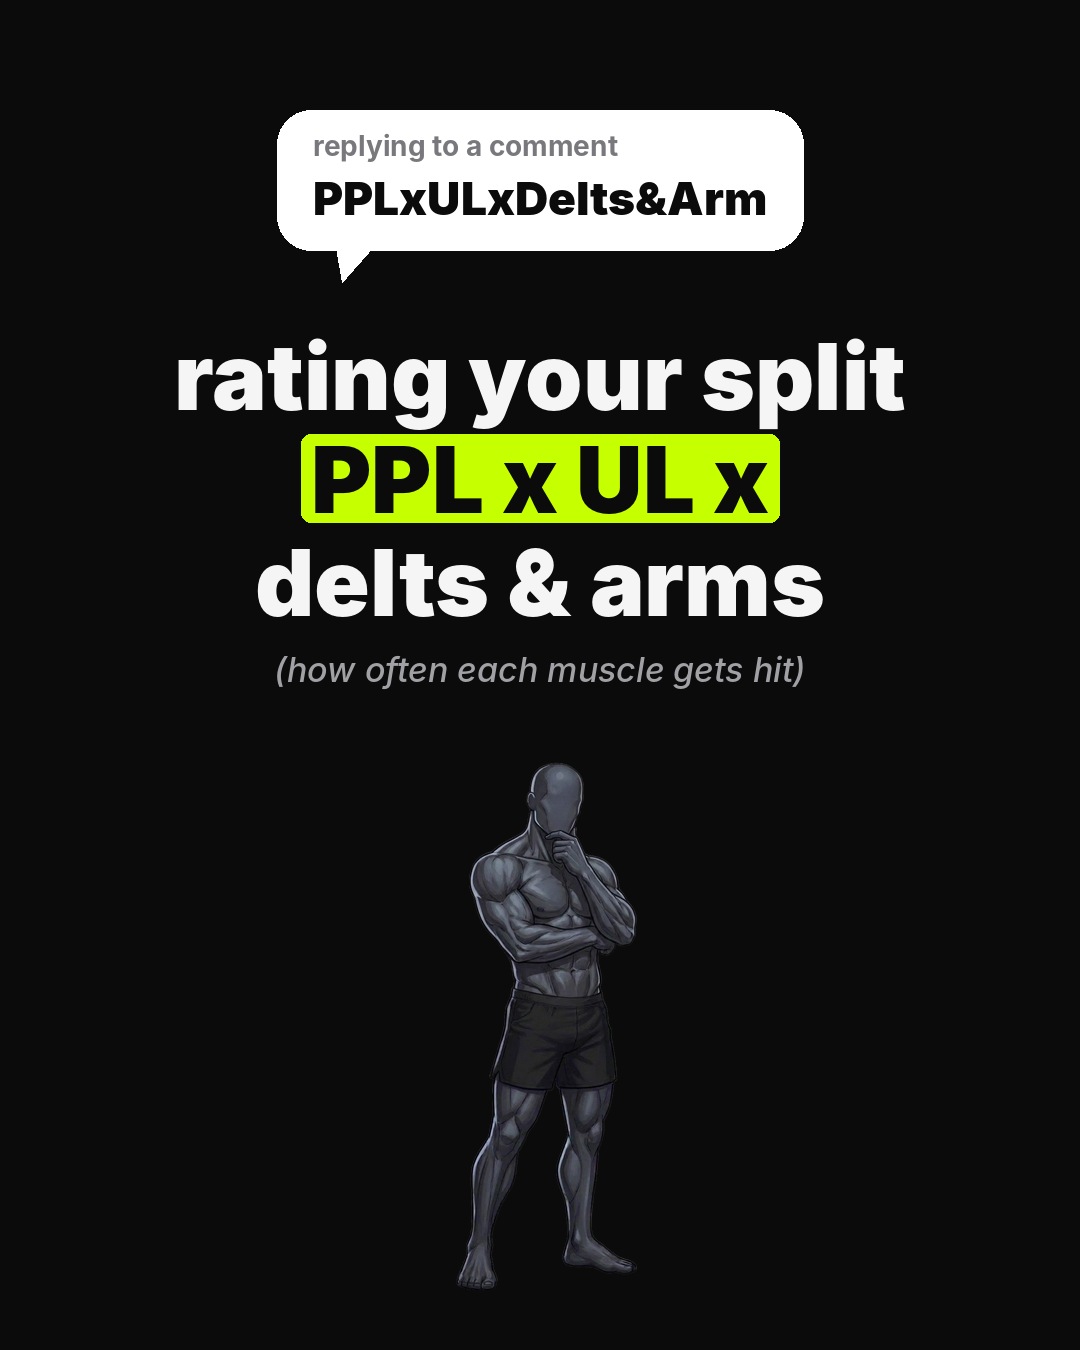 replying to a comment
PPLxULxDelts&Arm
rating your split
PPL x UL x
delts & arms
(how often each muscle gets hit)